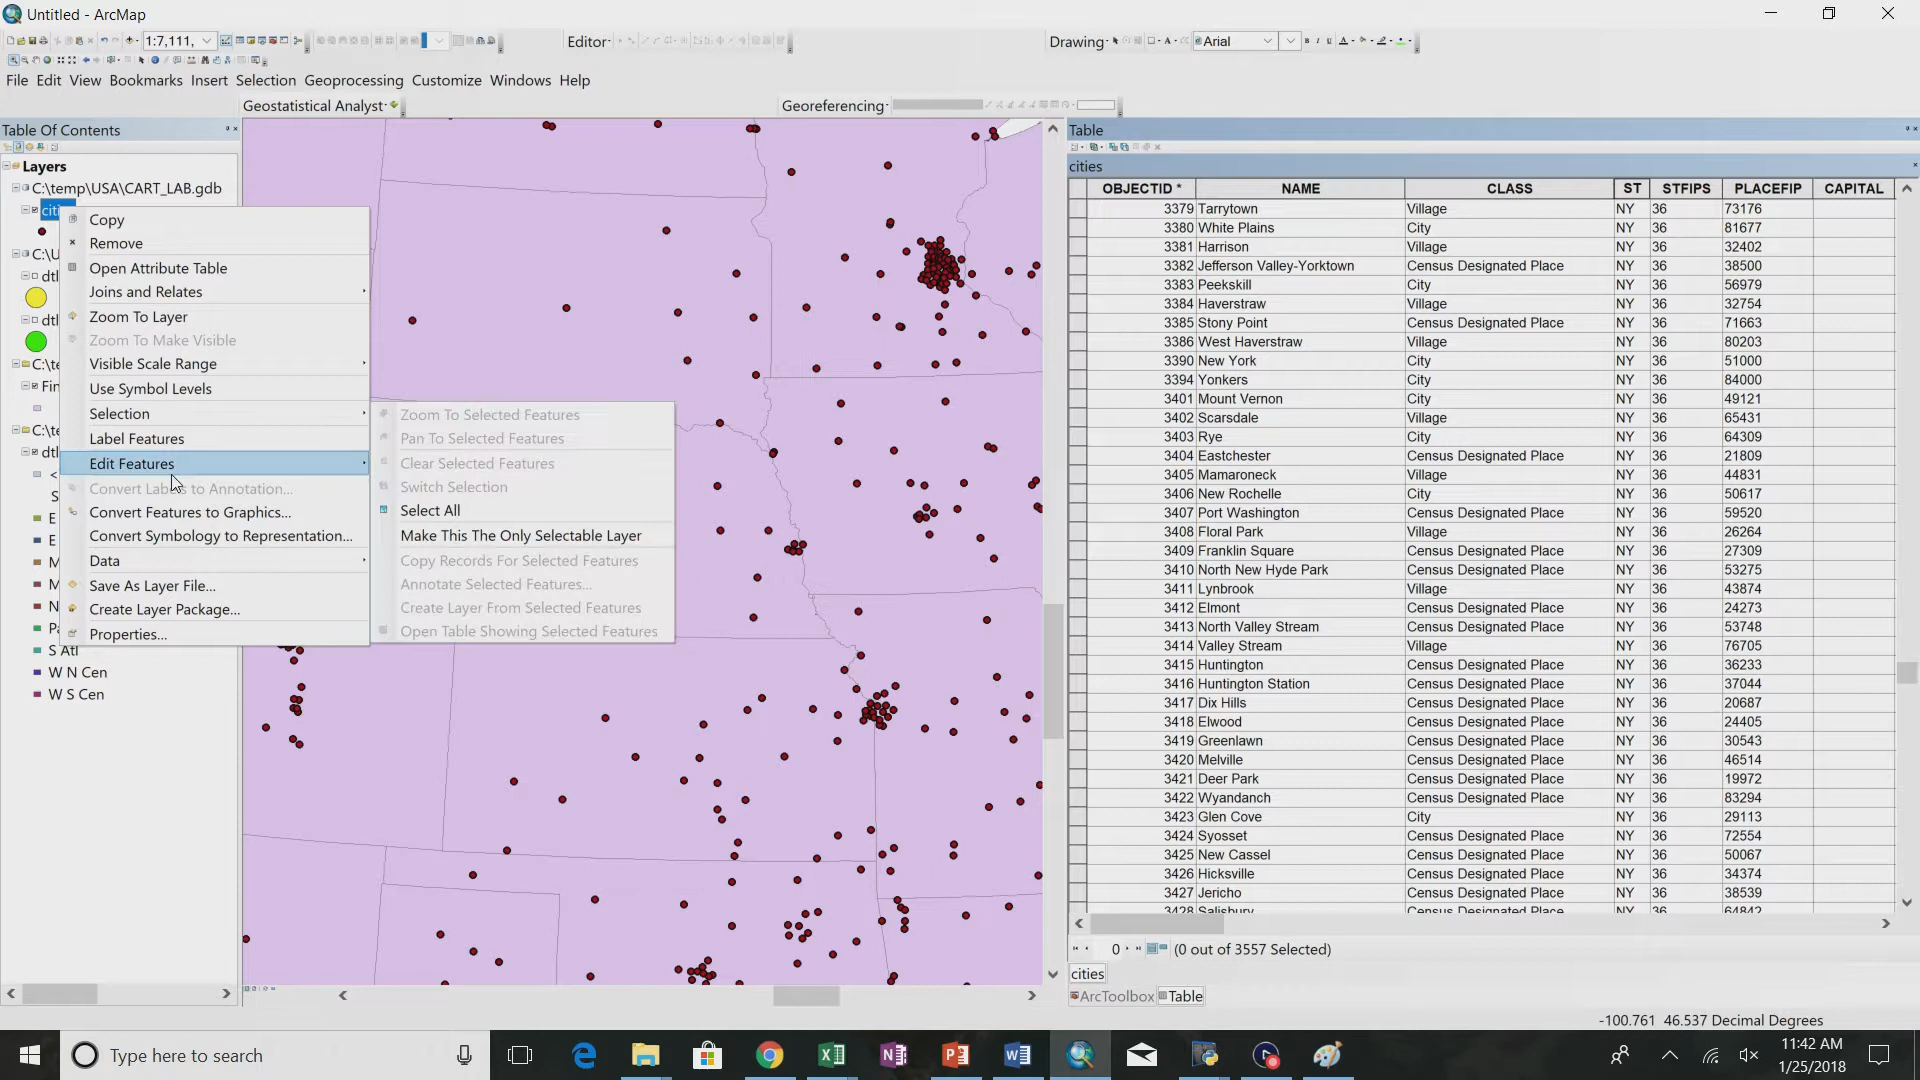 Untitled - ArcMap
1:7,111,
Editor
Drawing
Arial
B I U A
File Edit View Bookmarks Insert Selection Geoprocessing Customize Windows Help
Geostatistical Analyst
Georeferencing
Table Of Contents
Layers
C:\temp\USA\CART_LAB.gdb
citi
C:\U
dtl
dtl
C:\te
Fin
C:\te
dtl
<
S
E
E
M
M
N
Pa
S Atl
W N Cen
W S Cen
Copy
Remove
Open Attribute Table
Joins and Relates
Zoom To Layer
Zoom To Make Visible
Visible Scale Range
Use Symbol Levels
Selection
Label Features
Edit Features
Convert Labels to Annotation...
Convert Features to Graphics...
Convert Symbology to Representation...
Data
Save As Layer File...
Create Layer Package...
Properties...
Zoom To Selected Features
Pan To Selected Features
Clear Selected Features
Switch Selection
Select All
Make This The Only Selectable Layer
Copy Records For Selected Features
Annotate Selected Features...
Create Layer From Selected Features
Open Table Showing Selected Features
Table
cities
OBJECTID * NAME CLASS ST STFIPS PLACEFIP CAPITAL
3379 Tarrytown Village NY 36 73176
3380 White Plains City NY 36 81677
3381 Harrison Village NY 36 32402
3382 Jefferson Valley-Yorktown Census Designated Place NY 36 38500
3383 Peekskill City NY 36 56979
3384 Haverstraw Village NY 36 32754
3385 Stony Point Census Designated Place NY 36 71663
3386 West Haverstraw Village NY 36 80203
3390 New York City NY 36 51000
3394 Yonkers City NY 36 84000
3401 Mount Vernon City NY 36 49121
3402 Scarsdale Village NY 36 65431
3403 Rye City NY 36 64309
3404 Eastchester Census Designated Place NY 36 21809
3405 Mamaroneck Village NY 36 44831
3406 New Rochelle City NY 36 50617
3407 Port Washington Census Designated Place NY 36 59520
3408 Floral Park Village NY 36 26264
3409 Franklin Square Census Designated Place NY 36 27309
3410 North New Hyde Park Census Designated Place NY 36 53275
3411 Lynbrook Village NY 36 43874
3412 Elmont Census Designated Place NY 36 24273
3413 North Valley Stream Census Designated Place NY 36 53748
3414 Valley Stream Village NY 36 76705
3415 Huntington Census Designated Place NY 36 36233
3416 Huntington Station Census Designated Place NY 36 37044
3417 Dix Hills Census Designated Place NY 36 20687
3418 Elwood Census Designated Place NY 36 24405
3419 Greenlawn Census Designated Place NY 36 30543
3420 Melville Census Designated Place NY 36 46514
3421 Deer Park Census Designated Place NY 36 19972
3422 Wyandanch Census Designated Place NY 36 83294
3423 Glen Cove City NY 36 29113
3424 Syosset Census Designated Place NY 36 72554
3425 New Cassel Census Designated Place NY 36 50067
3426 Hicksville Census Designated Place NY 36 34374
3427 Jericho Census Designated Place NY 36 38539
3428 Salisbury Census Designated Place NY 36 64842
0 (0 out of 3557 Selected)
cities
ArcToolbox Table
-100.761 46.537 Decimal Degrees
Type here to search
11:42 AM
1/25/2018